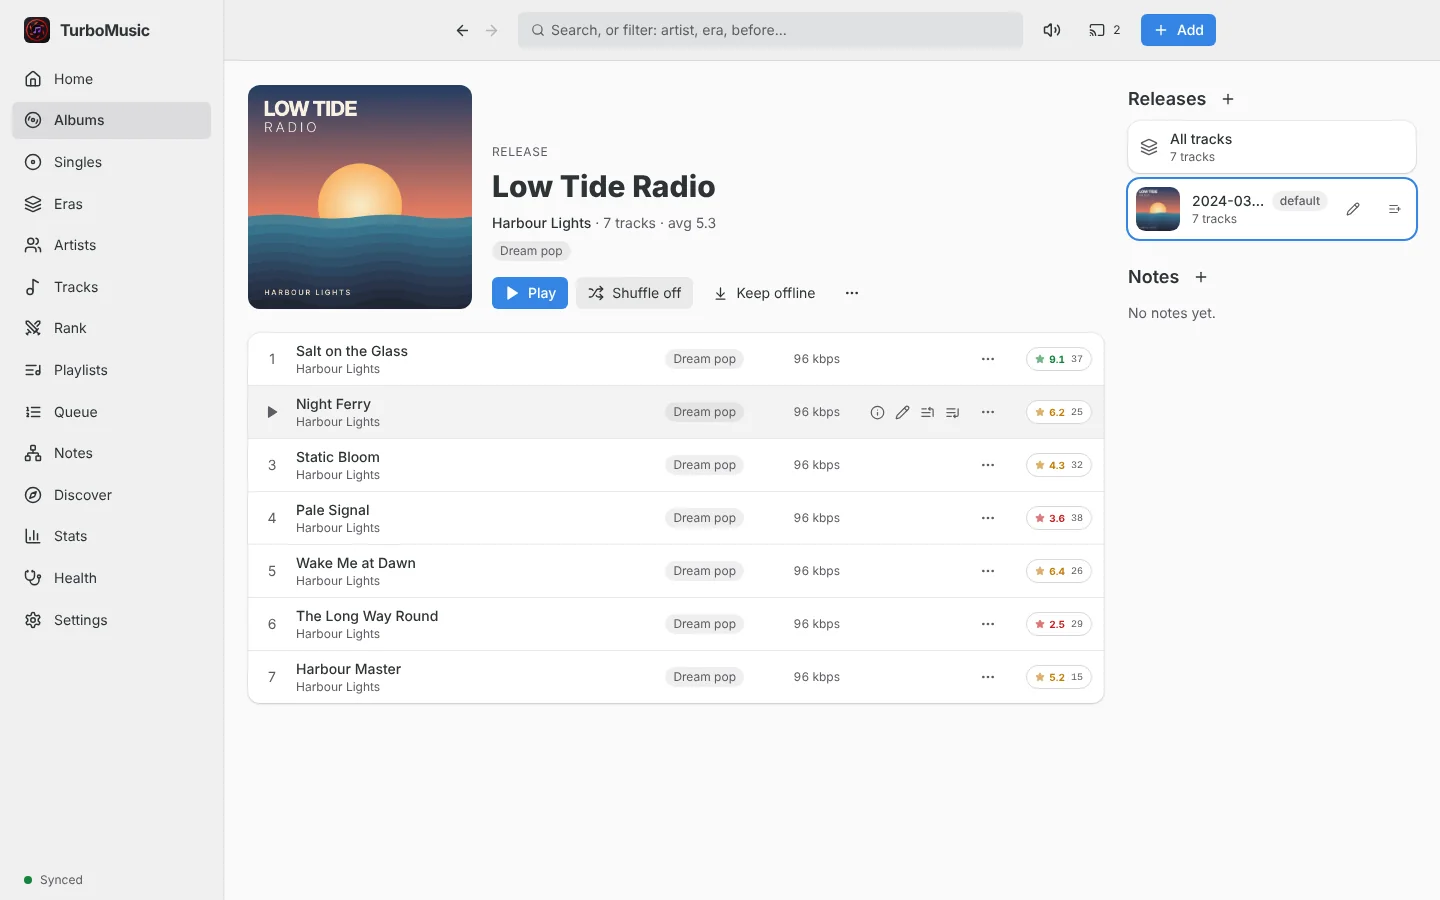 TurboMusic
Search, or filter: artist, era, before...
2
Add
Home
Albums
Singles
Eras
Artists
Tracks
Rank
Playlists
Queue
Notes
Discover
Stats
Health
Settings
Synced
LOW TIDE
RADIO
HARBOUR LIGHTS
RELEASE
Low Tide Radio
Harbour Lights · 7 tracks · avg 5.3
Dream pop
Play
Shuffle off
Keep offline
1 Salt on the Glass Dream pop 96 kbps 9.1 37
Harbour Lights
Night Ferry Dream pop 96 kbps 6.2 25
Harbour Lights
3 Static Bloom Dream pop 96 kbps 4.3 32
Harbour Lights
4 Pale Signal Dream pop 96 kbps 3.6 38
Harbour Lights
5 Wake Me at Dawn Dream pop 96 kbps 6.4 26
Harbour Lights
6 The Long Way Round Dream pop 96 kbps 2.5 29
Harbour Lights
7 Harbour Master Dream pop 96 kbps 5.2 15
Harbour Lights
Releases
All tracks
7 tracks
2024-03... default
7 tracks
Notes
No notes yet.